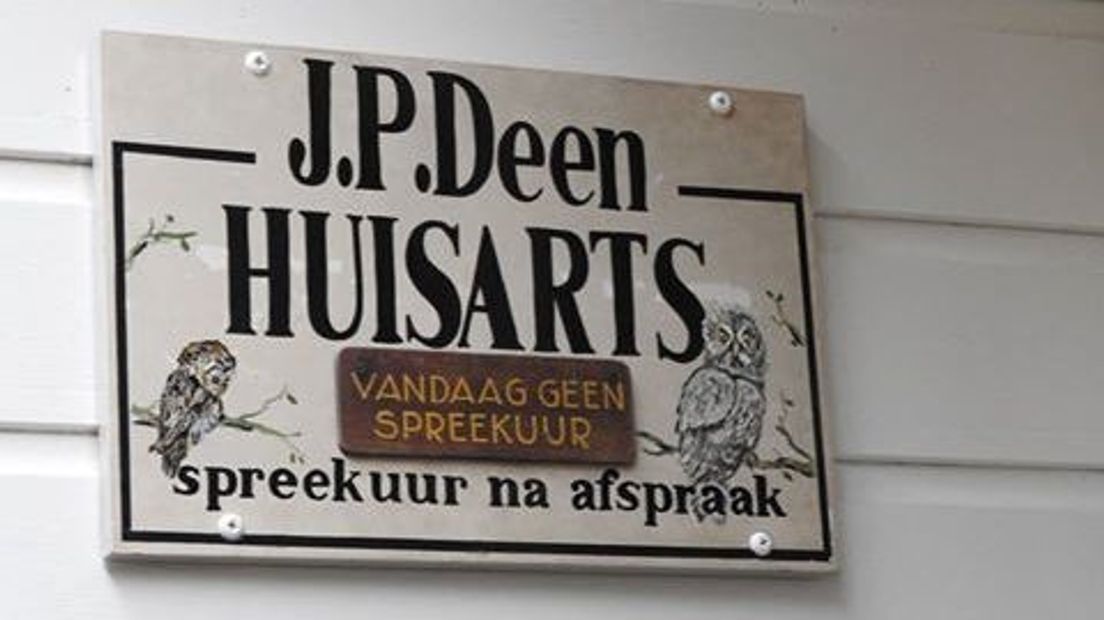 J.P.Deen
HUISARTS
VANDAAG GEEN
SPREEKUUR
spreekuur na afspraak